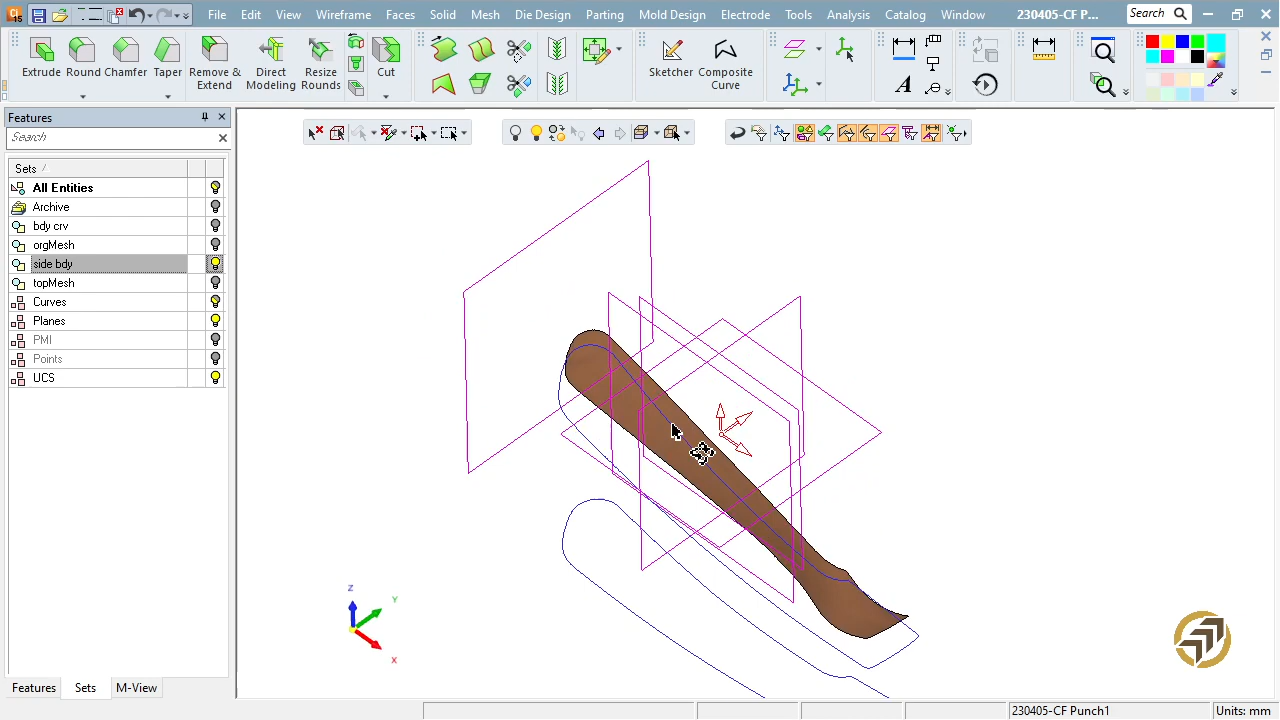 File Edit View Wireframe Faces Solid Mesh Die Design Parting Mold Design Electrode Tools Analysis Catalog Window 230405-CF P... Search
Extrude Round Chamfer Taper Remove & Extend Direct Modeling Resize Rounds Cut Sketcher Composite Curve
Features
Search
Sets
All Entities
Archive
bdy crv
orgMesh
side bdy
topMesh
Curves
Planes
PMI
Points
UCS
Z
Y
X
Features Sets M-View
230405-CF Punch1 Units: mm